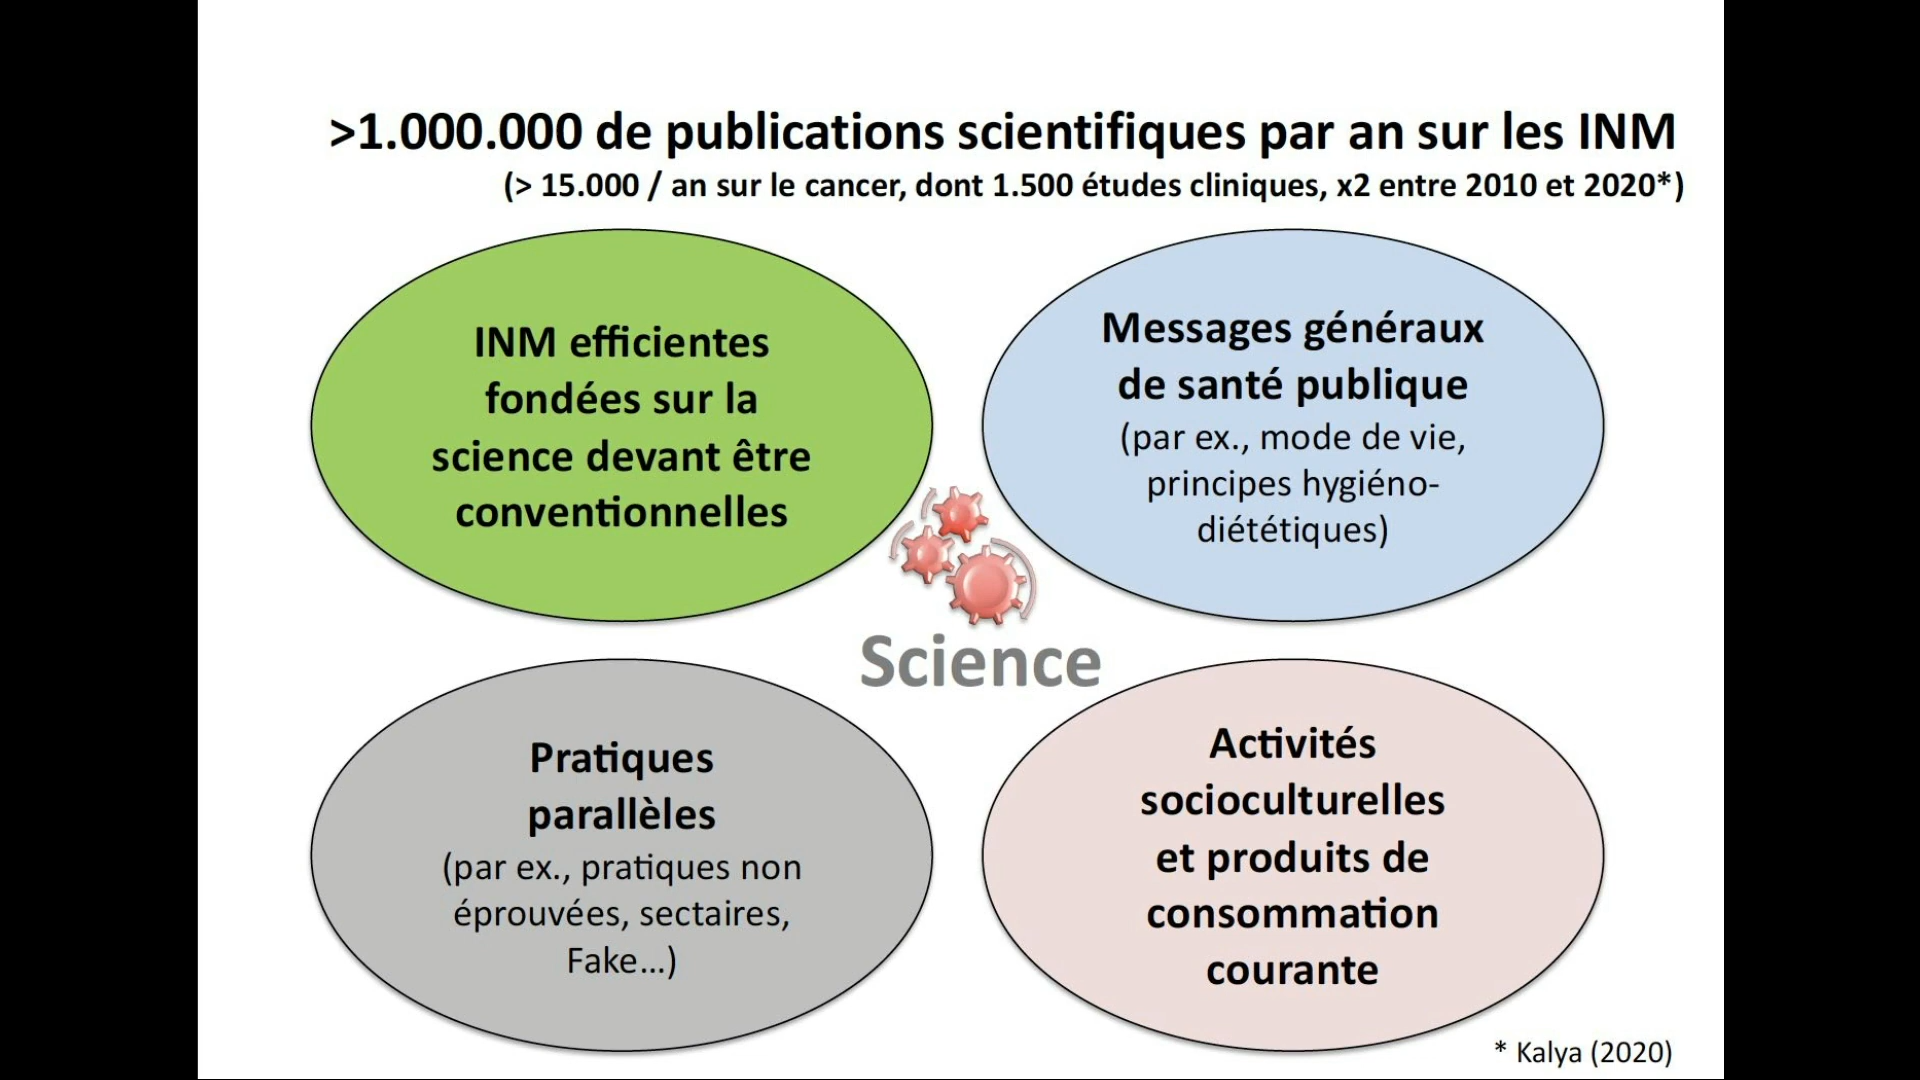 >1.000.000 de publications scientifiques par an sur les INM
(> 15.000 / an sur le cancer, dont 1.500 études cliniques, x2 entre 2010 et 2020*)
INM efficientes
fondées sur la
science devant être
conventionnelles
Messages généraux
de santé publique
(par ex., mode de vie,
principes hygiéno-
diététiques)
Science
Pratiques
parallèles
(par ex., pratiques non
éprouvées, sectaires,
Fake...)
Activités
socioculturelles
et produits de
consommation
courante
* Kalya (2020)